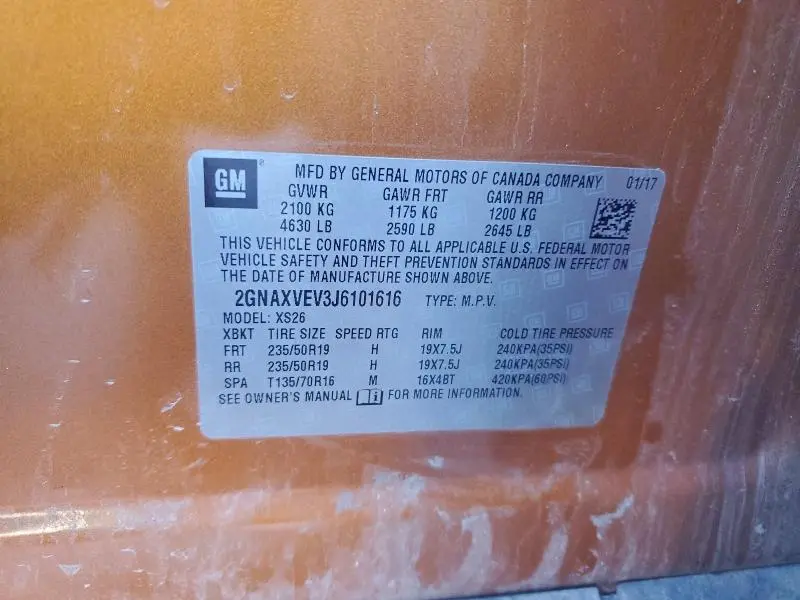 GM ® MFD BY GENERAL MOTORS OF CANADA COMPANY 01/17
GVWR GAWR FRT GAWR RR
2100 KG 1175 KG 1200 KG
4630 LB 2590 LB 2645 LB
THIS VEHICLE CONFORMS TO ALL APPLICABLE U.S. FEDERAL MOTOR
VEHICLE SAFETY AND THEFT PREVENTION STANDARDS IN EFFECT ON
THE DATE OF MANUFACTURE SHOWN ABOVE.
2GNAXVEV3J6101616 TYPE: M.P.V.
MODEL: XS26
XBKT TIRE SIZE SPEED RTG RIM COLD TIRE PRESSURE
FRT 235/50R19 H 19X7.5J 240KPA(35PSI)
RR 235/50R19 H 19X7.5J 240KPA(35PSI)
SPA T135/70R16 M 16X4BT 420KPA(60PSI)
SEE OWNER'S MANUAL i FOR MORE INFORMATION.